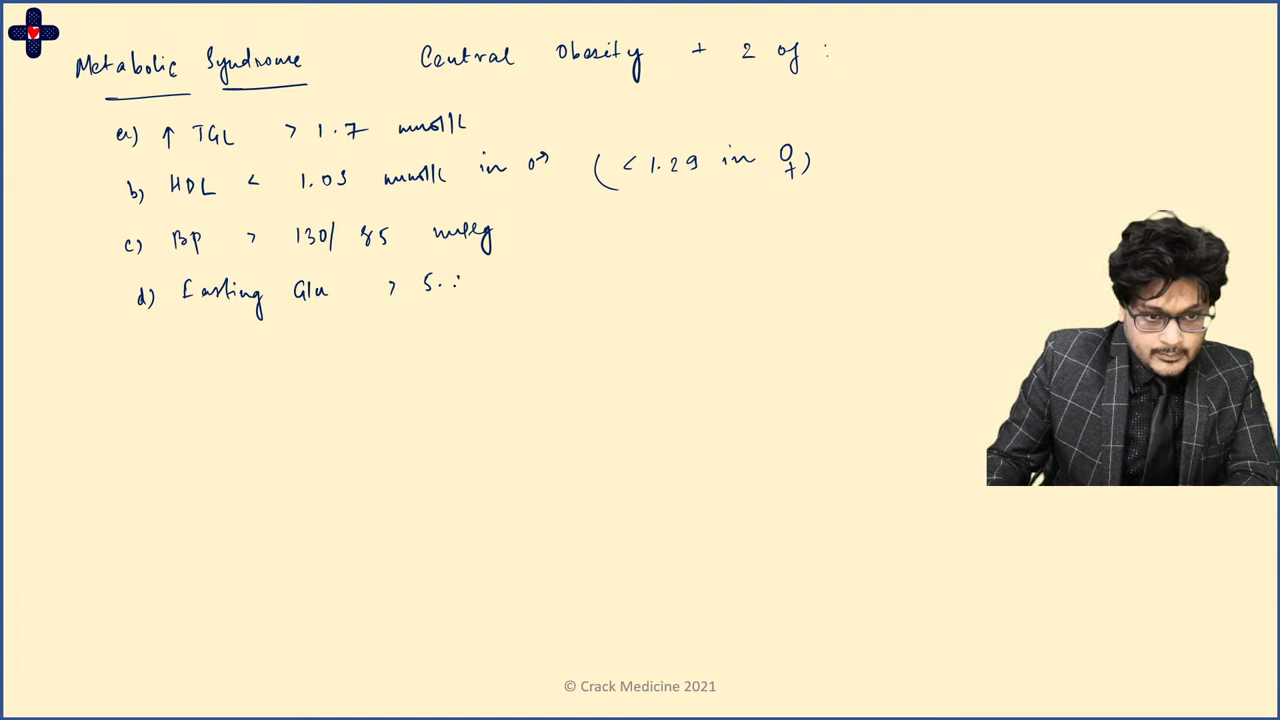 Metabolic Syndrome Central Obesity + 2 of :
a) ↑ TGL > 1.7 mmol/L
b) HDL < 1.03 mmol/L in ♂ (< 1.29 in ♀)
c) BP > 130/85 mmHg
d) Fasting Glu > 5.
© Crack Medicine 2021